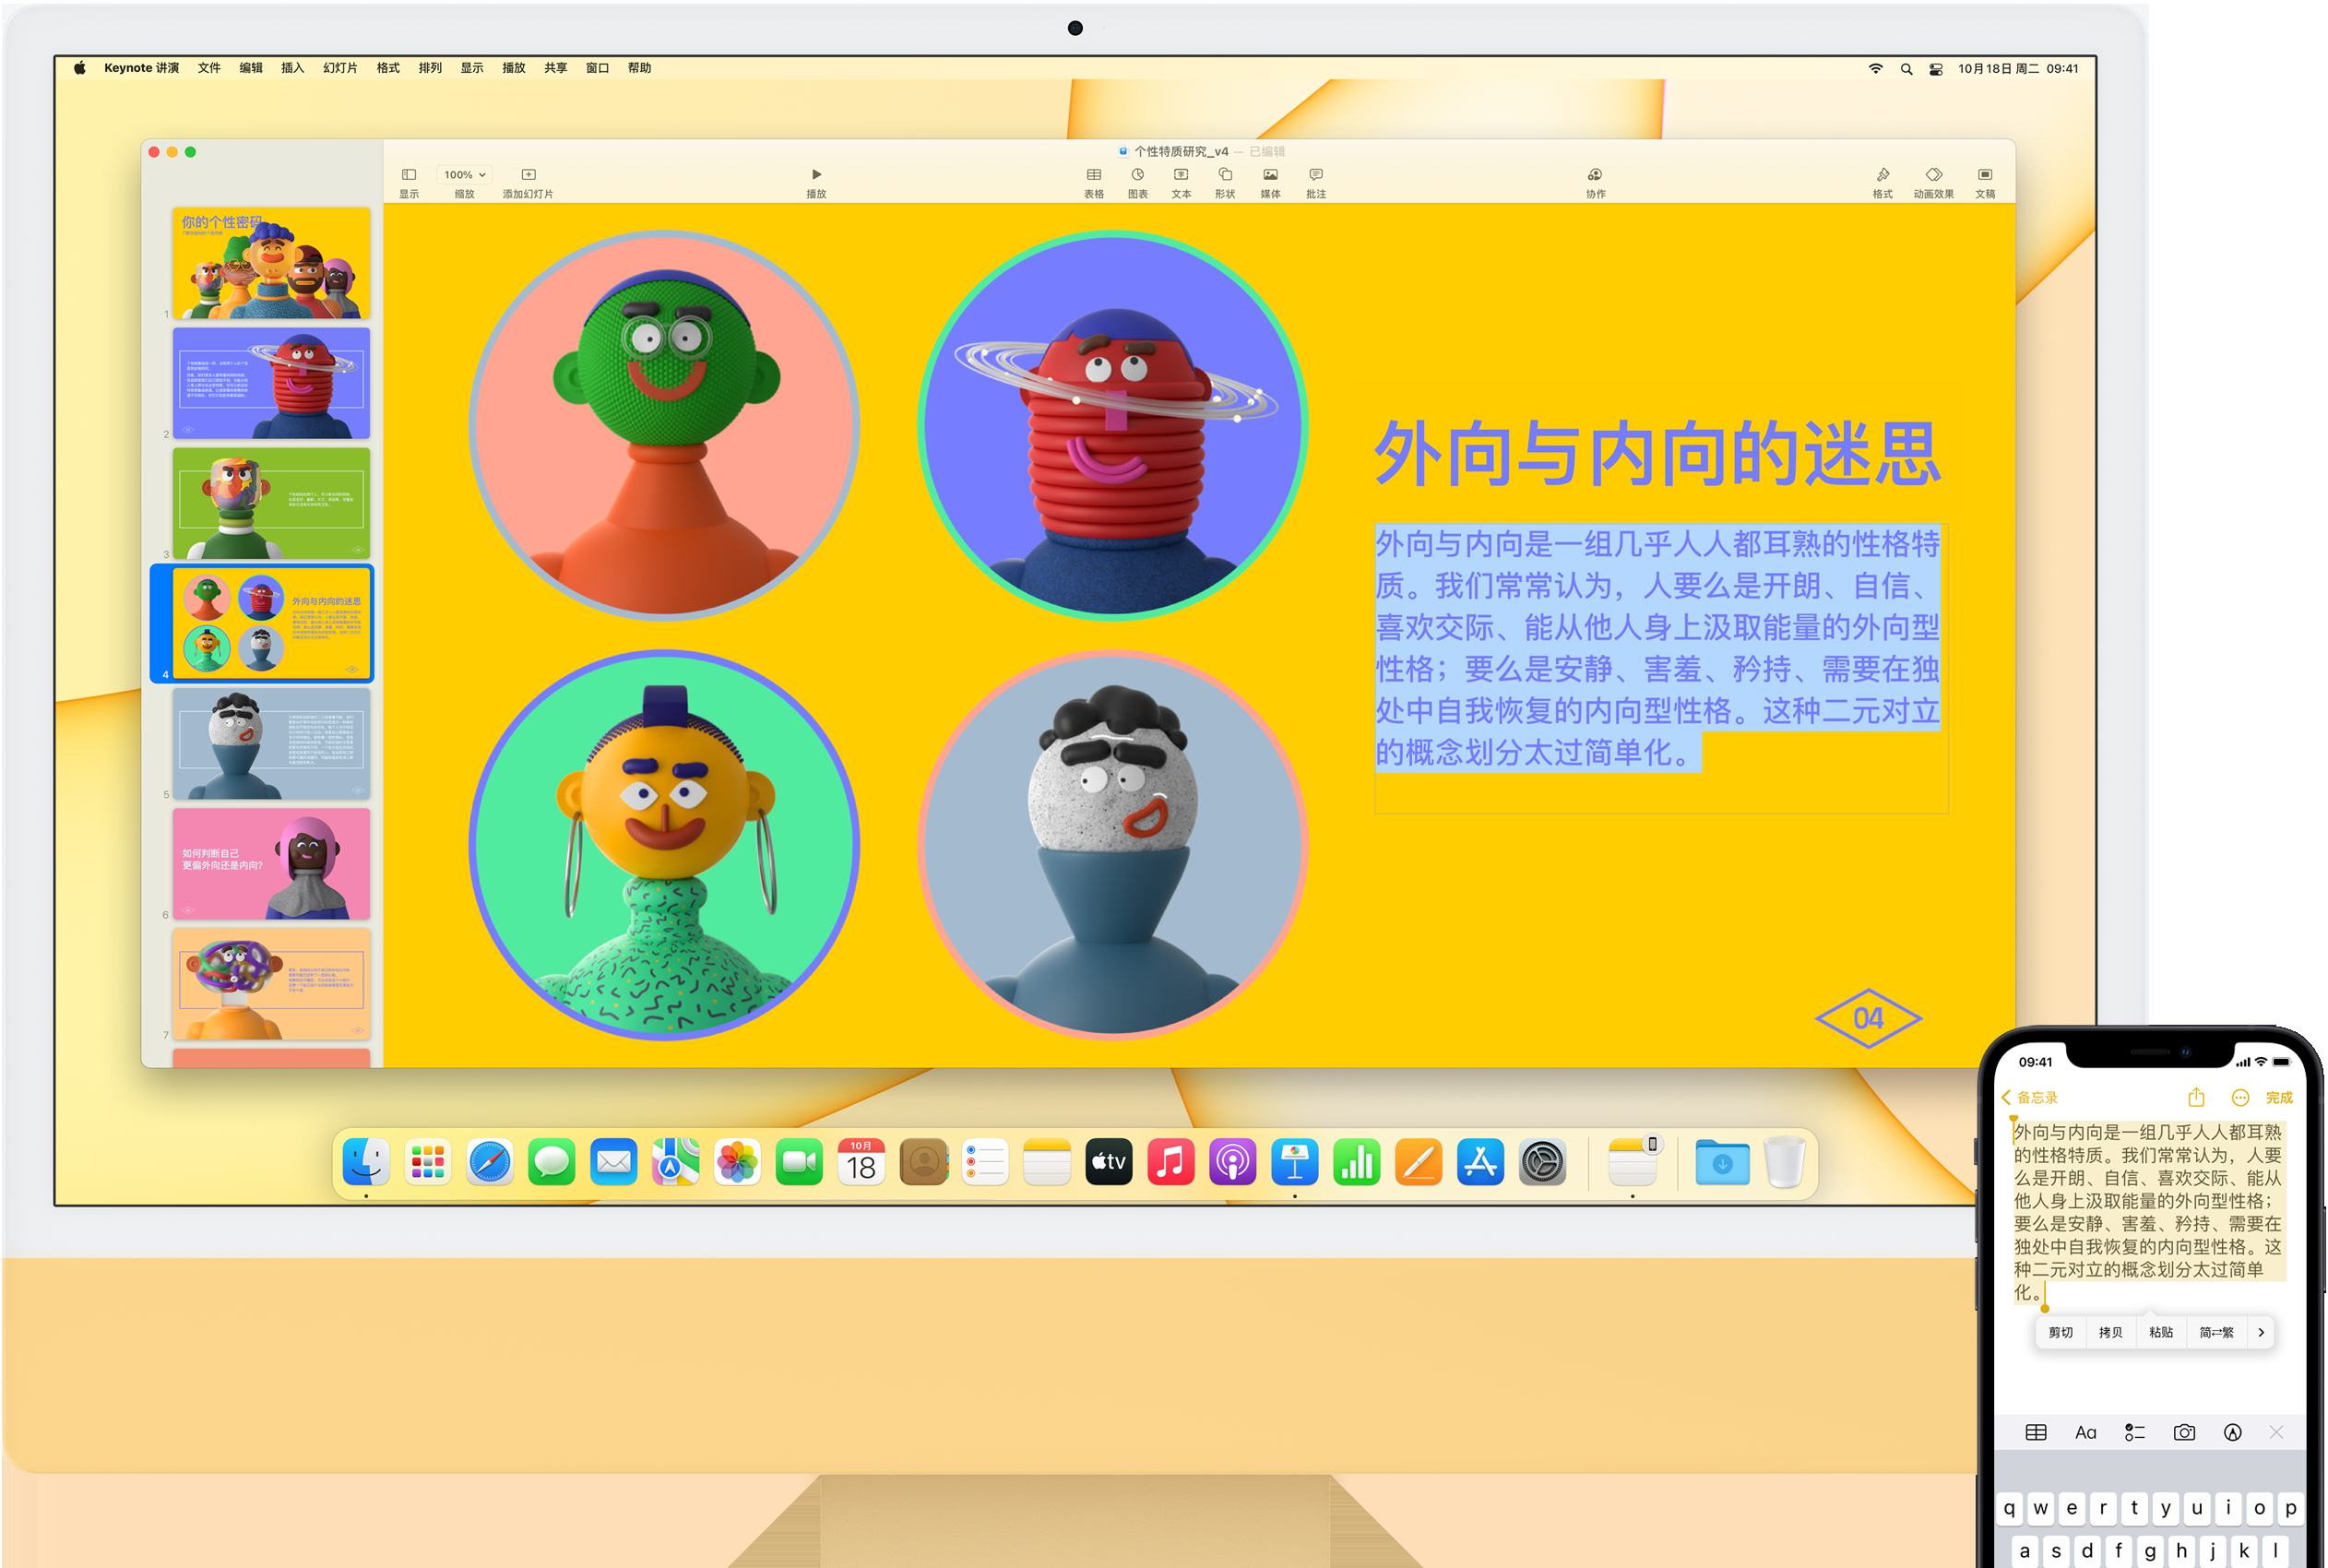 Keynote 讲演 文件 编辑 插入 幻灯片 格式 排列 显示 播放 共享 窗口 帮助
10月18日 周二 09:41
个性特质研究_v4 — 已编辑
100%
显示 缩放 添加幻灯片 播放 表格 图表 文本 形状 媒体 批注 协作 格式 动画效果 文稿
你的个性密码
1
2
3
外向与内向的迷思
4
5
如何判断自己
更偏外向还是内向?
6
7
外向与内向的迷思
外向与内向是一组几乎人人都耳熟的性格特
质。我们常常认为，人要么是开朗、自信、
喜欢交际、能从他人身上汲取能量的外向型
性格；要么是安静、害羞、矜持、需要在独
处中自我恢复的内向型性格。这种二元对立
的概念划分太过简单化。
04
10月
18
tv
09:41
备忘录 完成
外向与内向是一组几乎人人都耳熟
的性格特质。我们常常认为，人要
么是开朗、自信、喜欢交际、能从
他人身上汲取能量的外向型性格；
要么是安静、害羞、矜持、需要在
独处中自我恢复的内向型性格。这
种二元对立的概念划分太过简单
化。
剪切 拷贝 粘贴 简⇄繁
Aa
q w e r t y u i o p
a s d f g h j k l